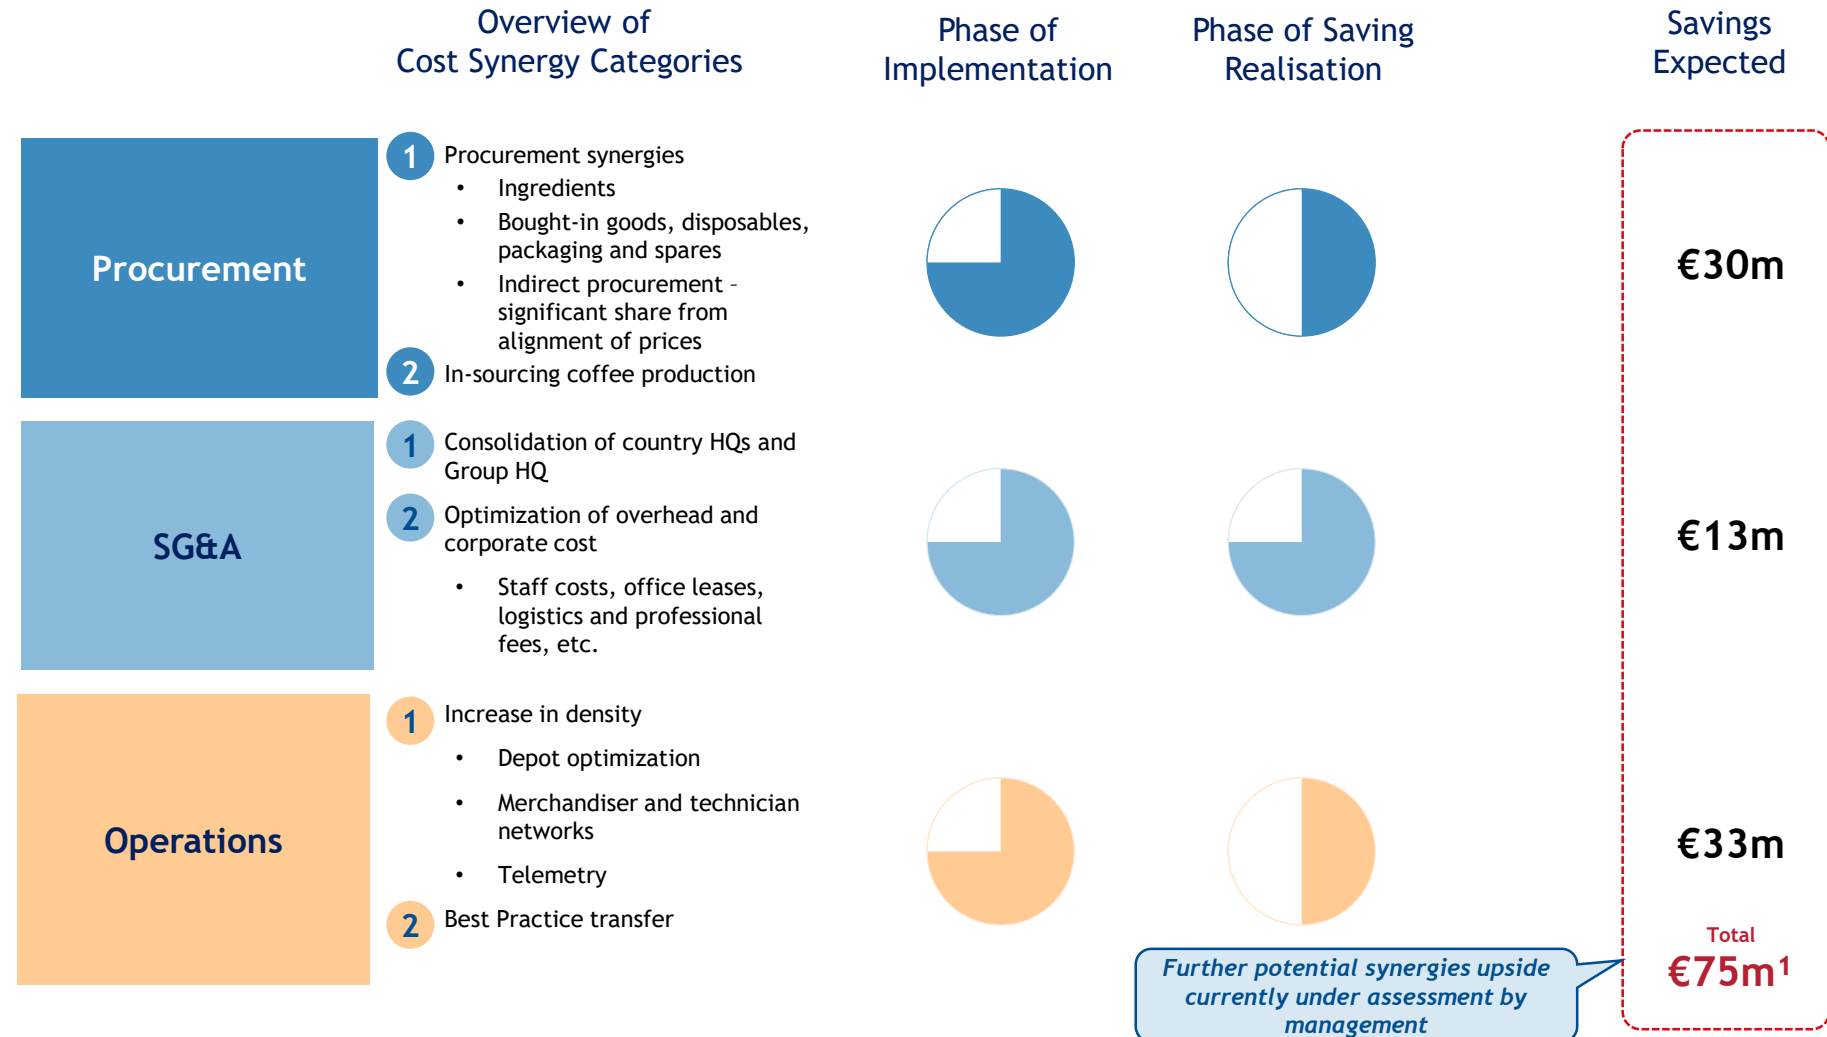 Overview of
Cost Synergy Categories
Phase of
Implementation
Phase of Saving
Realisation
Savings
Expected
Procurement
1 Procurement synergies
• Ingredients
• Bought-in goods, disposables,
packaging and spares
• Indirect procurement –
significant share from
alignment of prices
2 In-sourcing coffee production
€30m
SG&A
1 Consolidation of country HQs and
Group HQ
2 Optimization of overhead and
corporate cost
• Staff costs, office leases,
logistics and professional
fees, etc.
€13m
Operations
1 Increase in density
• Depot optimization
• Merchandiser and technician
networks
• Telemetry
2 Best Practice transfer
€33m
Total
€75m¹
Further potential synergies upside
currently under assessment by
management